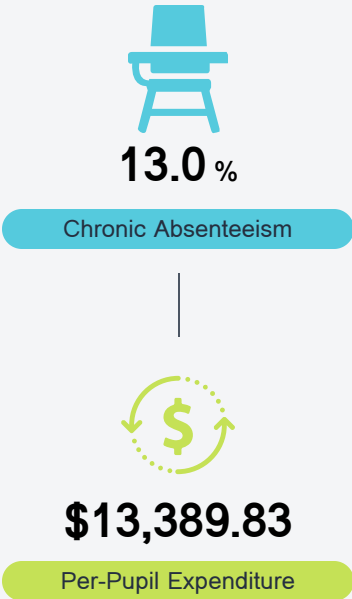 13.0 %
Chronic Absenteeism
$
$13,389.83
Per-Pupil Expenditure